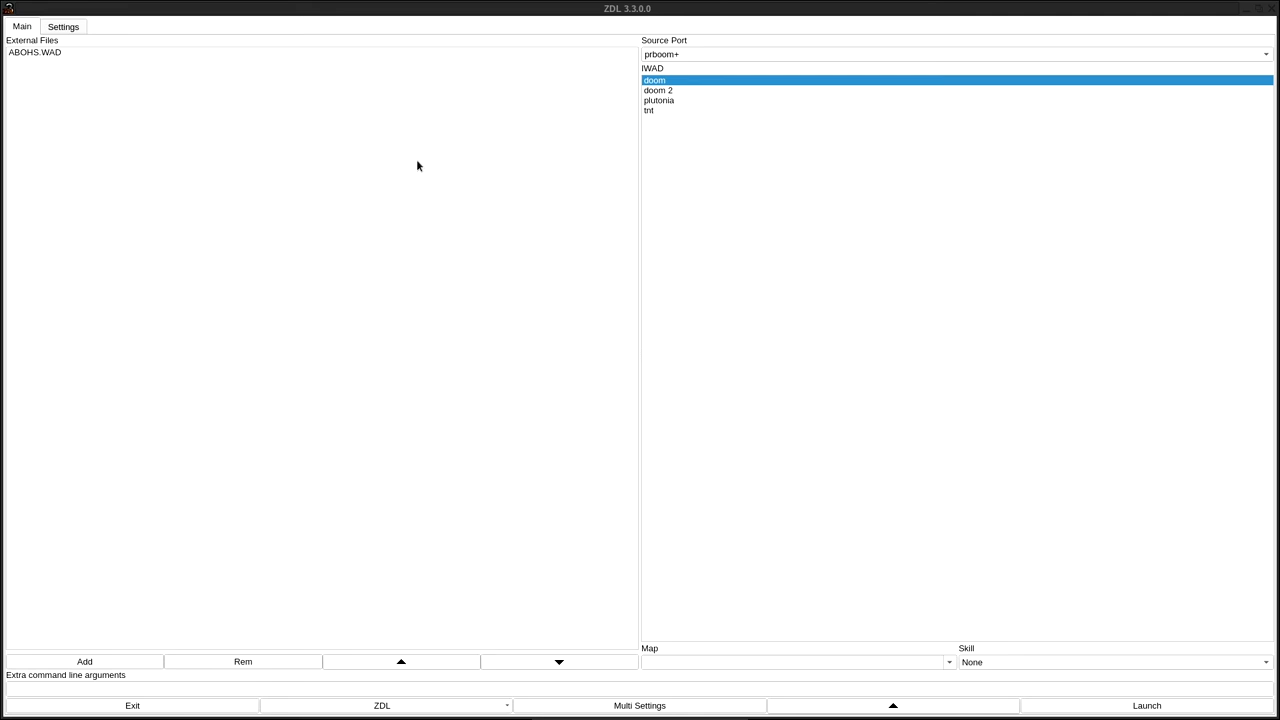 ZDL 3.3.0.0
Main
Settings
External Files
ABOHS.WAD
Source Port
prboom+
IWAD
doom
doom 2
plutonia
tnt
Map
Skill
None
Add
Rem
Extra command line arguments
Exit
ZDL
Multi Settings
Launch